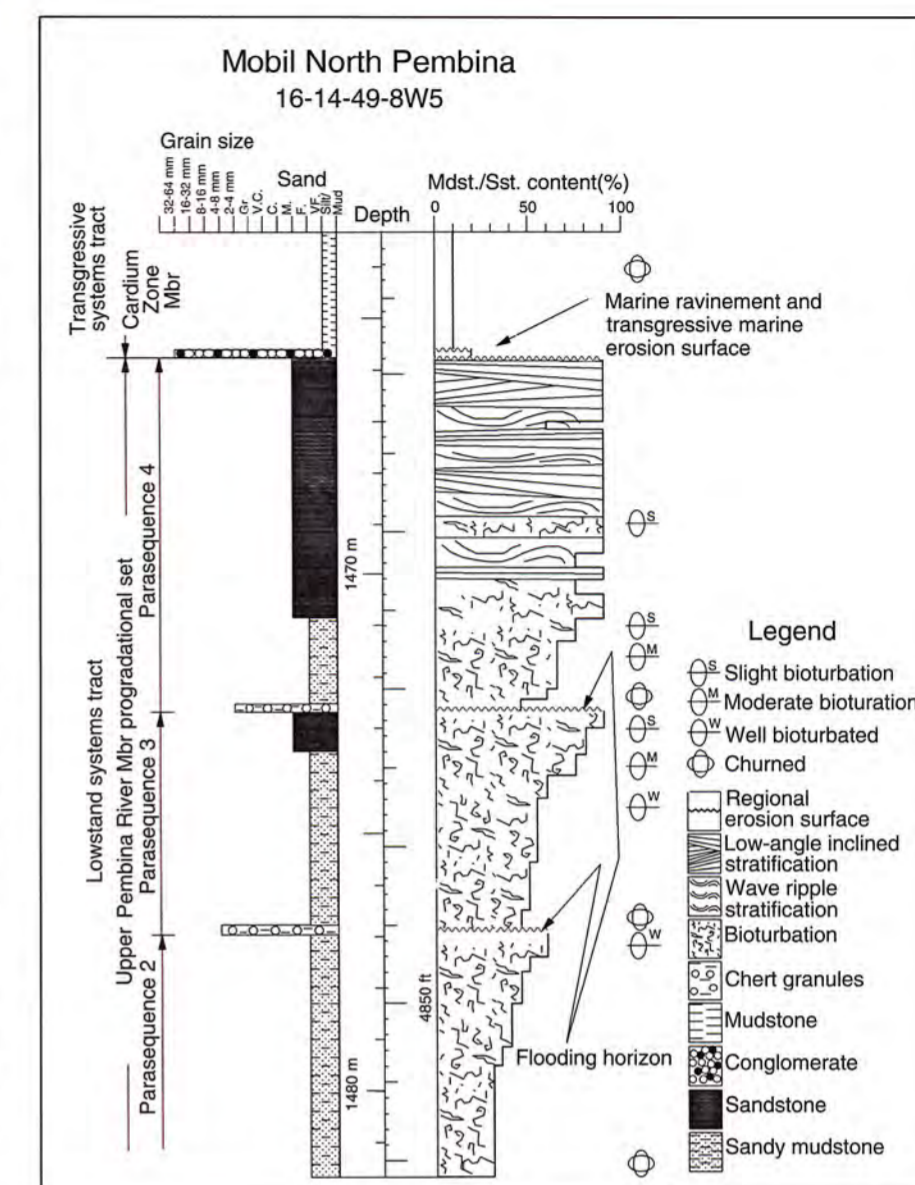 Mobil North Pembina
16-14-49-8W5
Grain size
32-64 mm
16-32 mm
8-16 mm
4-8 mm
2-4 mm
Gr.
V.C.
C.
M.
F.
VF.
Silt/
Mud
Sand
Depth
Mdst./Sst. content(%)
0 50 100
Transgressive
systems tract
Cardium
Zone
Mbr
Marine ravinement and
transgressive marine
erosion surface
Lowstand systems tract
Upper Pembina River Mbr progradational set
Parasequence 4
Parasequence 3
Parasequence 2
1470 m
4850 ft
1480 m
S
S
M
S
M
W
W
Flooding horizon
Legend
S Slight bioturbation
M Moderate bioturation
W Well bioturbated
Churned
Regional
erosion surface
Low-angle inclined
stratification
Wave ripple
stratification
Bioturbation
Chert granules
Mudstone
Conglomerate
Sandstone
Sandy mudstone